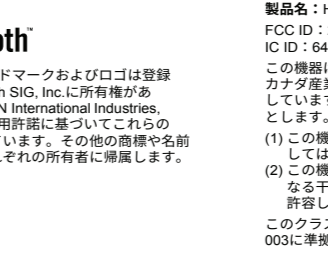 oth™
ドマークおよびロゴは登録
h SIG, Inc.に所有権があ
N International Industries,
用許諾に基づいてこれらの
ています。その他の商標や名前
れぞれの所有者に帰属します。
製品名：H
FCC ID：
IC ID：64
この機器に
カナダ産業
しています
とします。
(1) この機
しては
(2) この機
なる干
許容し
このクラス
003に準拠